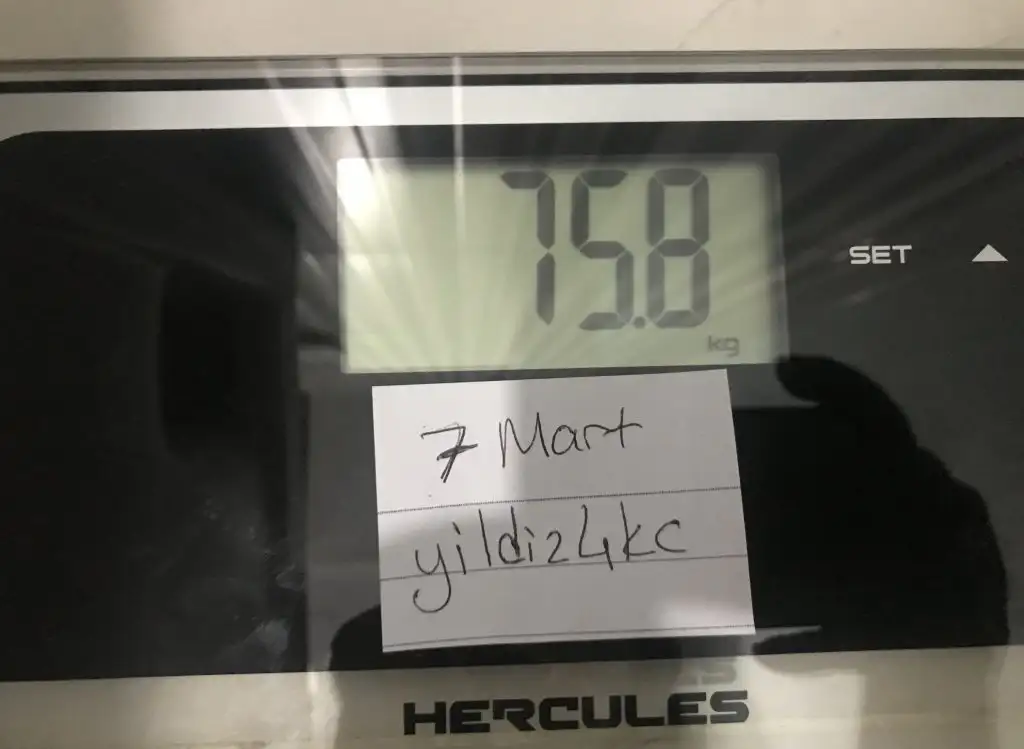 75.8
kg
SET
7 Mart
yildiz4kc
HERCULES